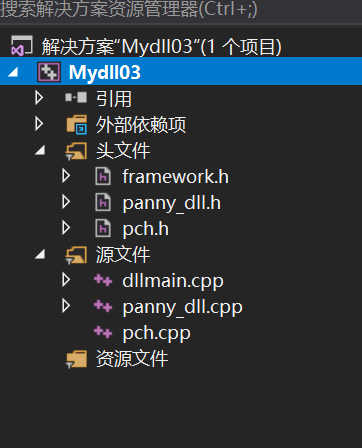 搜索解决方案资源管理器(Ctrl+;)
解决方案"Mydll03"(1 个项目)
Mydll03
引用
外部依赖项
头文件
framework.h
panny_dll.h
pch.h
源文件
dllmain.cpp
panny_dll.cpp
pch.cpp
资源文件